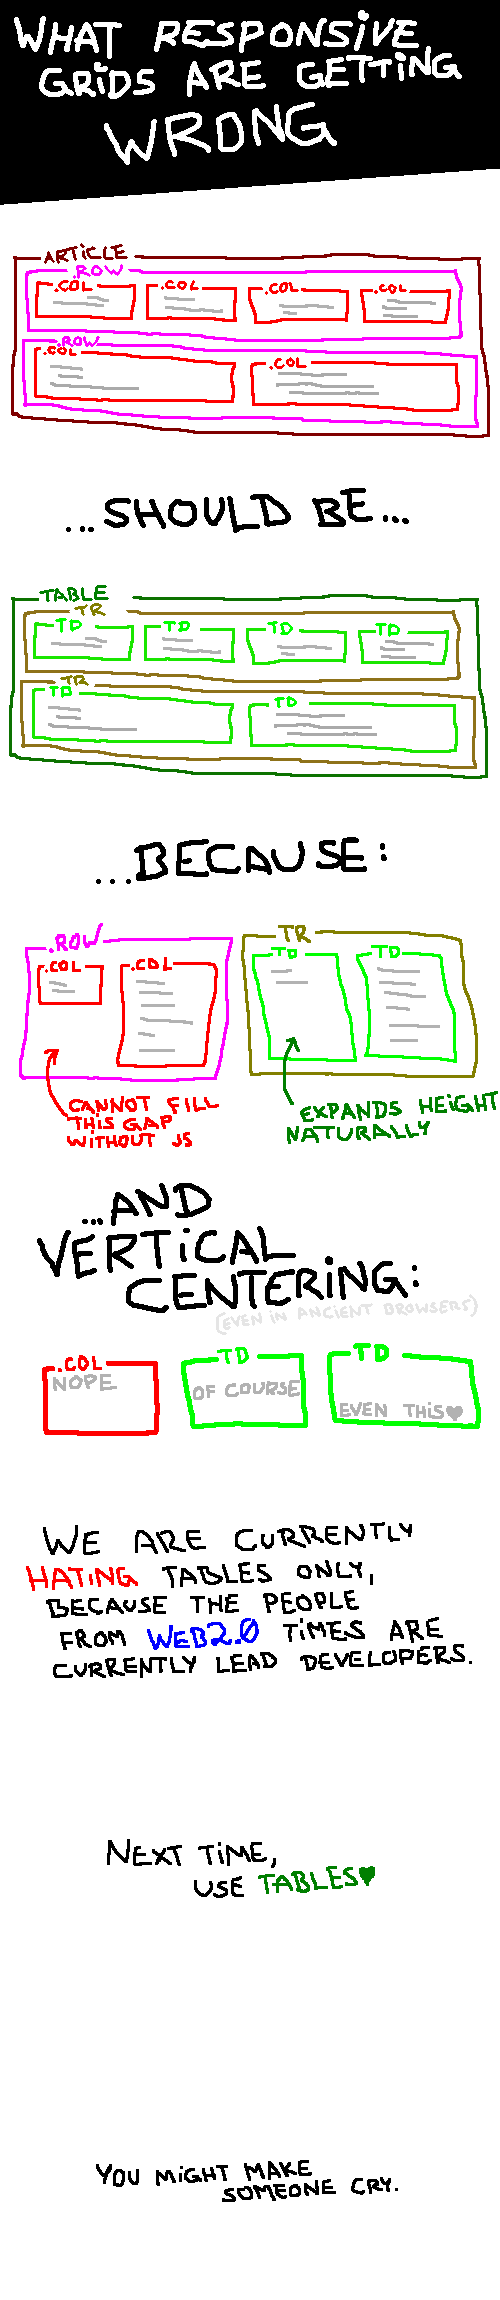 WHAT RESPONSIVE
GRIDS ARE GETTING
WRONG
ARTICLE
.ROW
.COL .COL .COL .COL
.ROW
.COL .COL
...SHOULD BE...
TABLE
TR
TD TD TD TD
TR
TD TD
...BECAUSE:
.ROW TR
.COL .COL TD TD
CANNOT FILL
THIS GAP
WITHOUT JS
EXPANDS HEIGHT
NATURALLY
...AND
VERTICAL
CENTERING:
(EVEN IN ANCIENT BROWSERS)
.COL TD TD
NOPE OF COURSE EVEN THIS♥
WE ARE CURRENTLY
HATING TABLES ONLY,
BECAUSE THE PEOPLE
FROM WEB2.0 TIMES ARE
CURRENTLY LEAD DEVELOPERS.
NEXT TIME,
USE TABLES♥
YOU MIGHT MAKE
SOMEONE CRY.